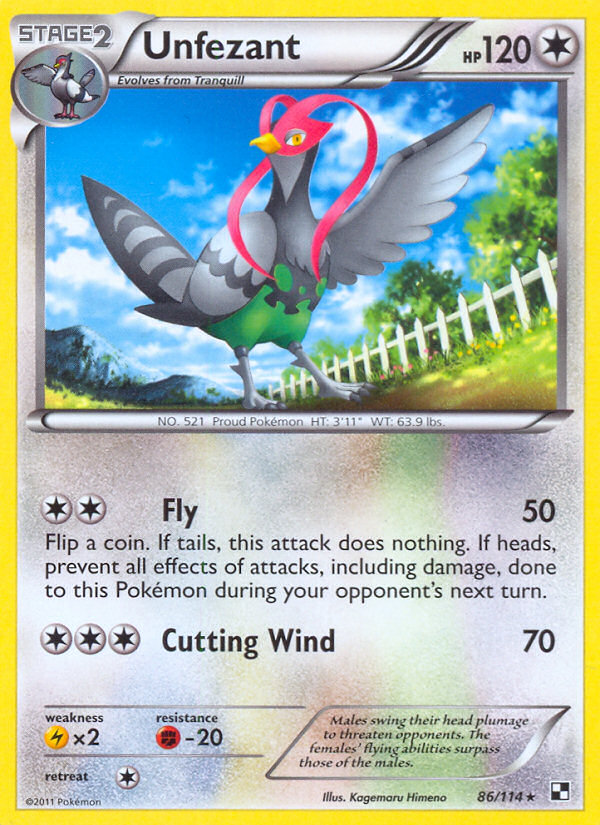 STAGE2
Unfezant
HP120
Evolves from Tranquill
NO. 521 Proud Pokémon HT: 3'11" WT: 63.9 lbs.
Fly 50
Flip a coin. If tails, this attack does nothing. If heads,
prevent all effects of attacks, including damage, done
to this Pokémon during your opponent's next turn.
Cutting Wind 70
weakness
×2
resistance
-20
retreat
Males swing their head plumage
to threaten opponents. The
females' flying abilities surpass
those of the males.
©2011 Pokémon
Illus. Kagemaru Himeno
86/114★